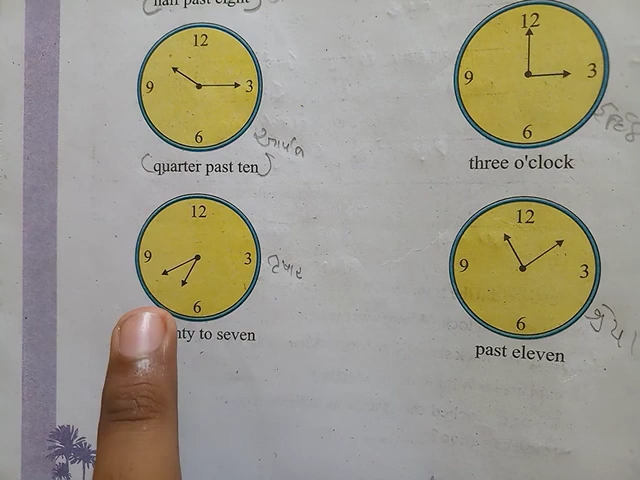 (half past eight)
12
9 3
6
(quarter past ten)
12
9 3
6
three o'clock
12
9 3
6
nty to seven
12
9 3
6
past eleven